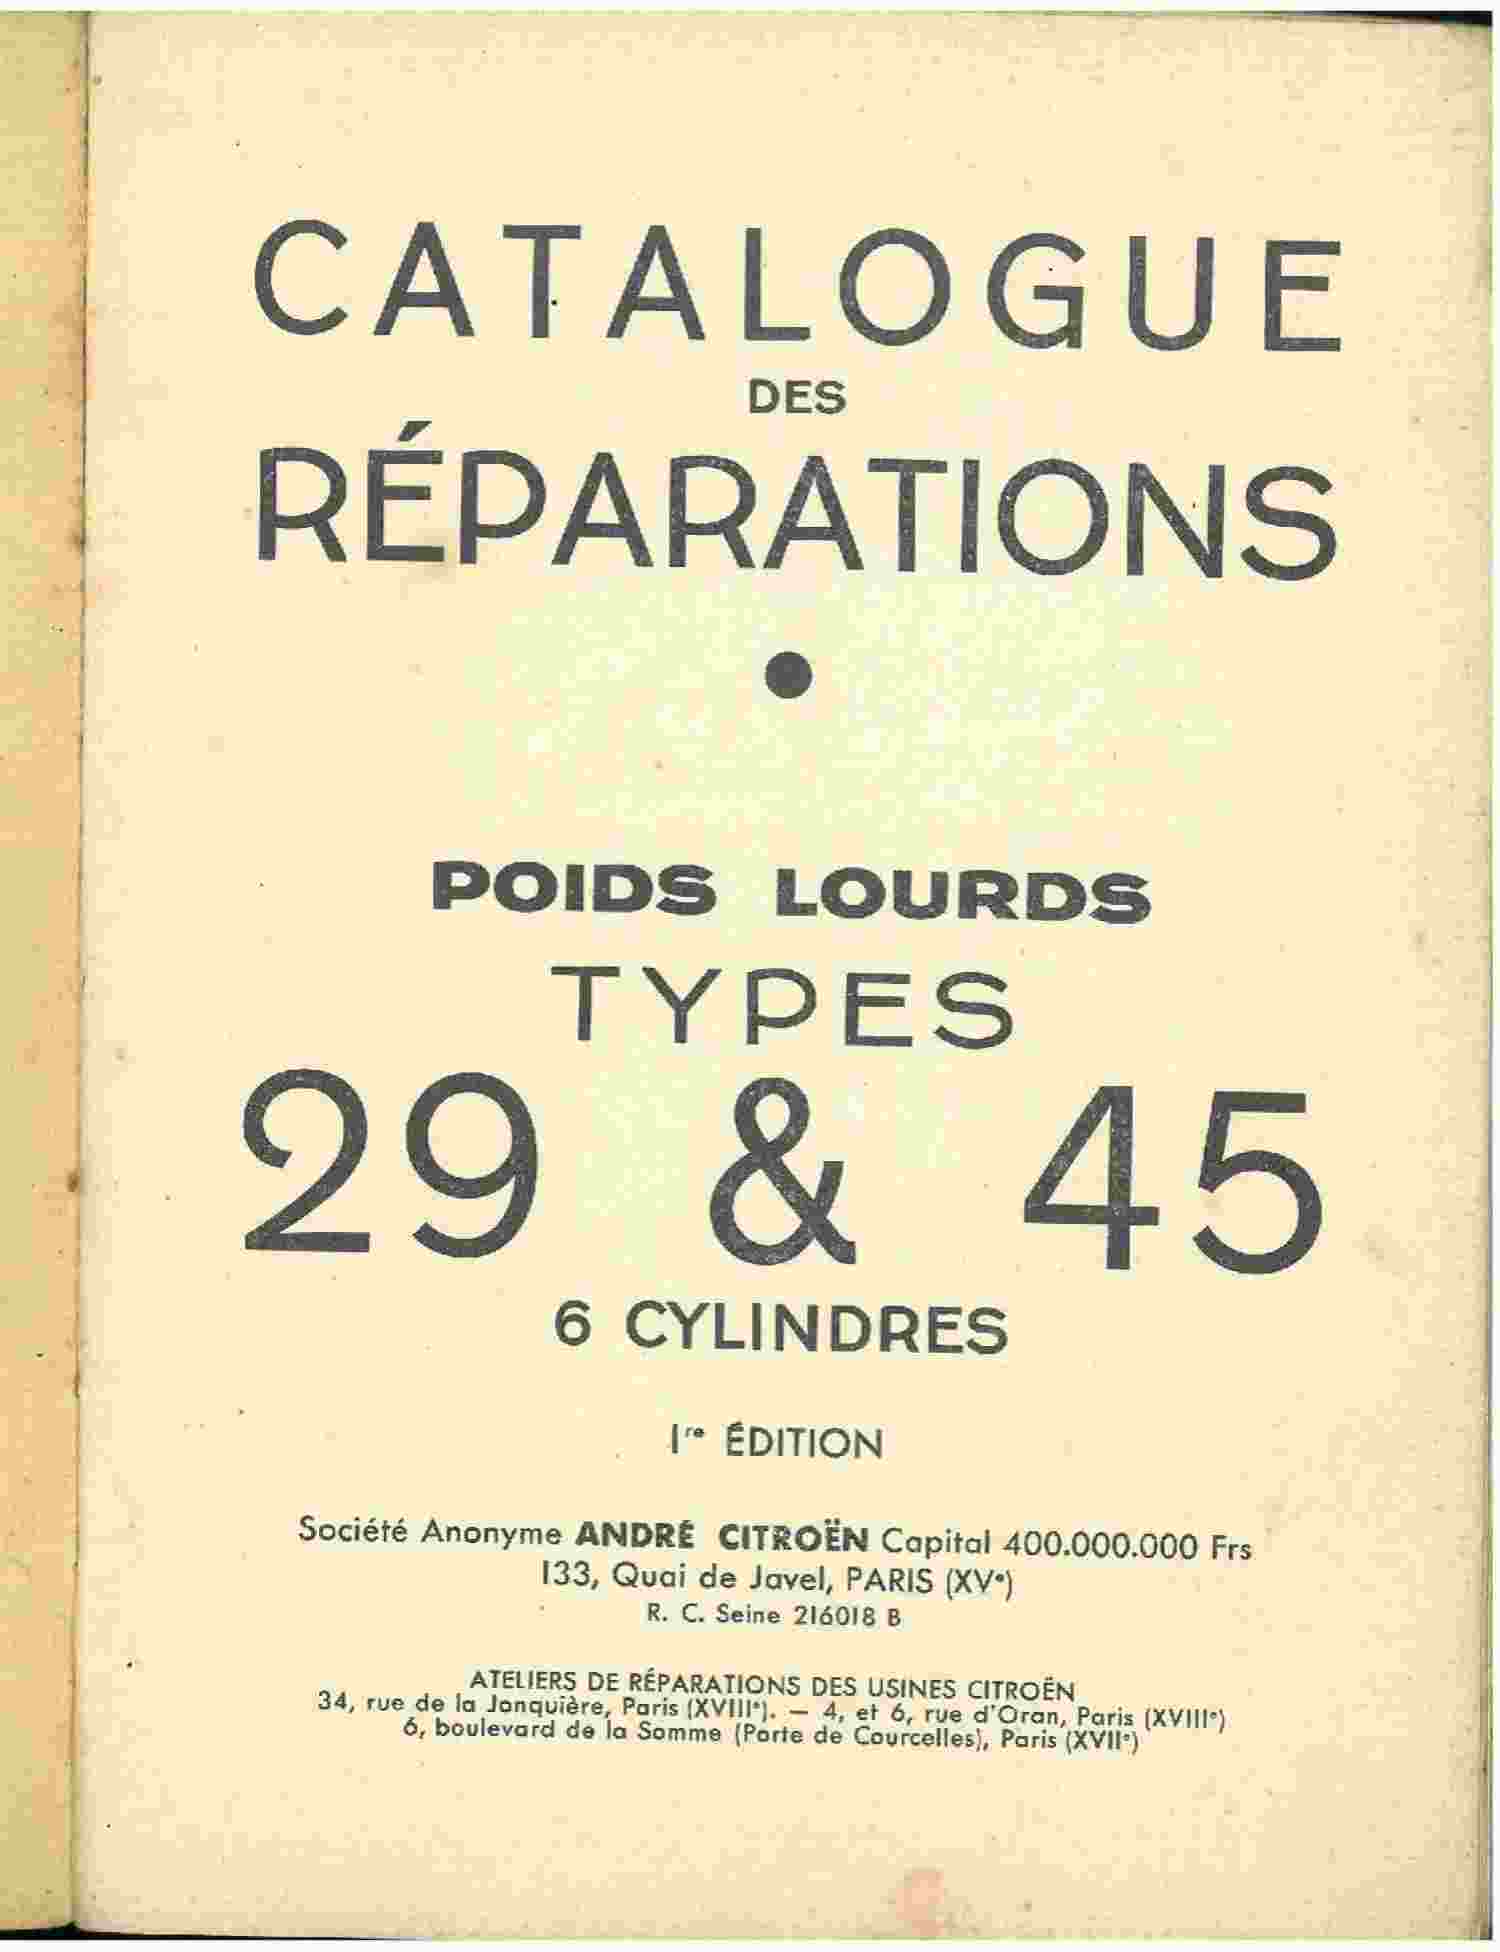 CATALOGUE
DES
RÉPARATIONS
•
POIDS LOURDS
TYPES
29 & 45
6 CYLINDRES
1re ÉDITION
Société Anonyme ANDRÉ CITROËN Capital 400.000.000 Frs
133, Quai de Javel, PARIS (XVe)
R. C. Seine 216018 B
ATELIERS DE RÉPARATIONS DES USINES CITROËN
34, rue de la Jonquière, Paris (XVIIIe). — 4, et 6, rue d'Oran, Paris (XVIIIe)
6, boulevard de la Somme (Porte de Courcelles), Paris (XVIIe)